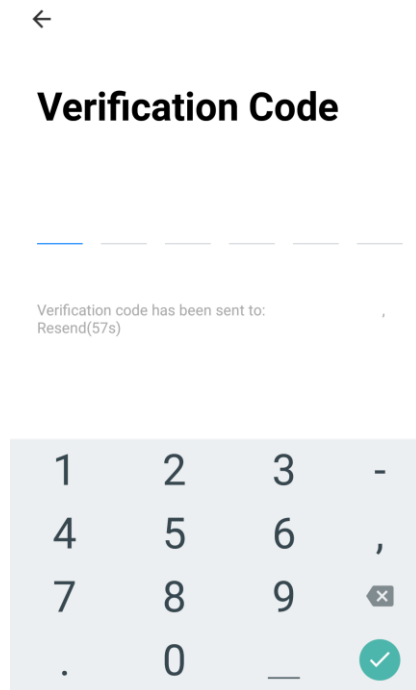 Verification Code
Verification code has been sent to: ,
Resend(57s)
1 2 3 -
4 5 6 ,
7 8 9
. 0 _